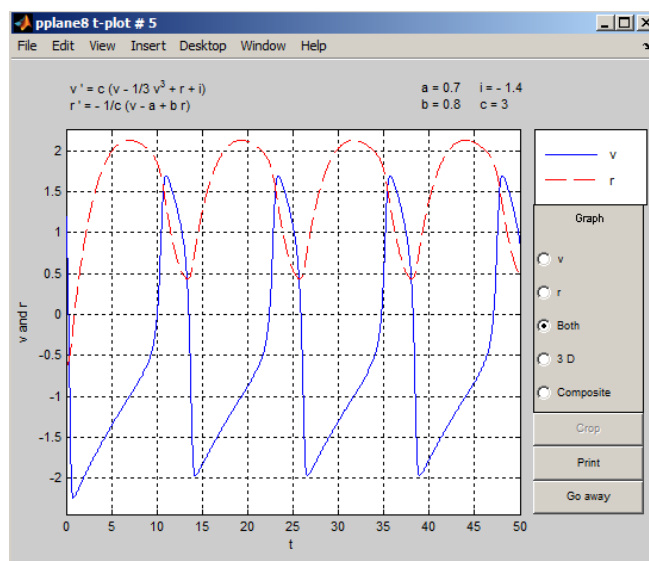 pplane8 t-plot # 5
File Edit View Insert Desktop Window Help
v ' = c (v - 1/3 v³ + r + i)
r ' = - 1/c (v - a + b r)
a = 0.7 i = - 1.4
b = 0.8 c = 3
2
1.5
1
0.5
0
-0.5
-1
-1.5
-2
v and r
0 5 10 15 20 25 30 35 40 45 50
t
v
r
Graph
v
r
Both
3 D
Composite
Crop
Print
Go away